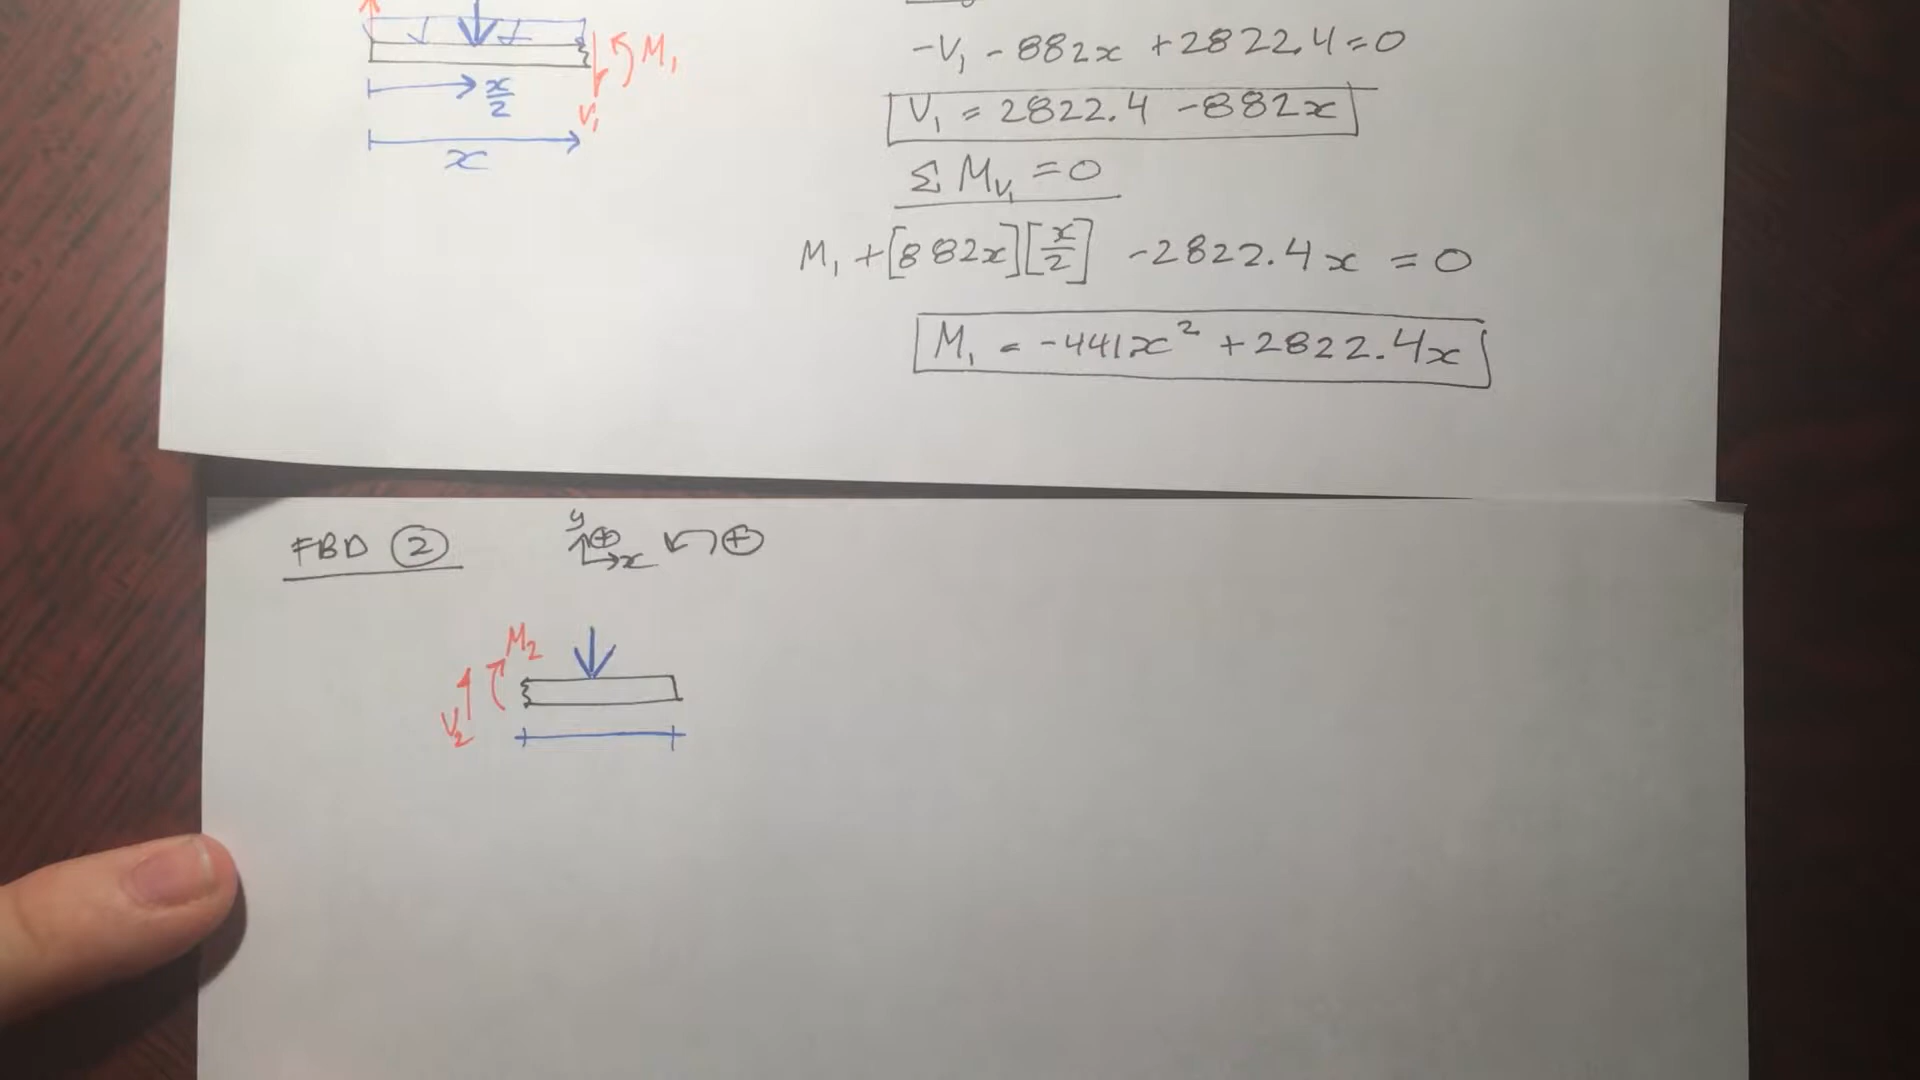 -V₁ - 882x + 2822.4 = 0
V₁ = 2822.4 - 882x
Σ M_V₁ = 0
M₁ + [882x][x/2] - 2822.4x = 0
M₁ = -441x² + 2822.4x
M₁
x/2
V₁
x
FBD ②
y ⊕ x ⊕
M₂
V₂